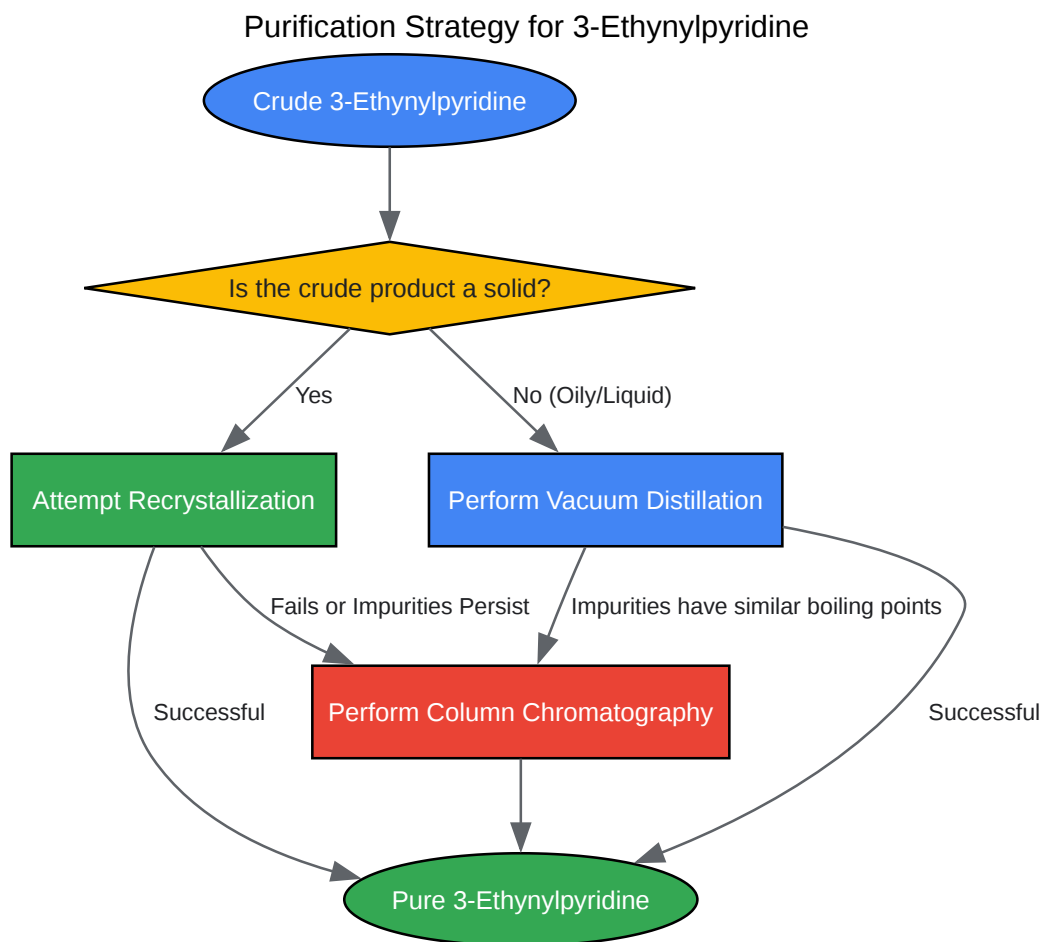 Purification Strategy for 3-Ethynylpyridine
Crude 3-Ethynylpyridine
Is the crude product a solid?
Yes
No (Oily/Liquid)
Attempt Recrystallization
Perform Vacuum Distillation
Fails or Impurities Persist
Impurities have similar boiling points
Successful
Perform Column Chromatography
Successful
Pure 3-Ethynylpyridine